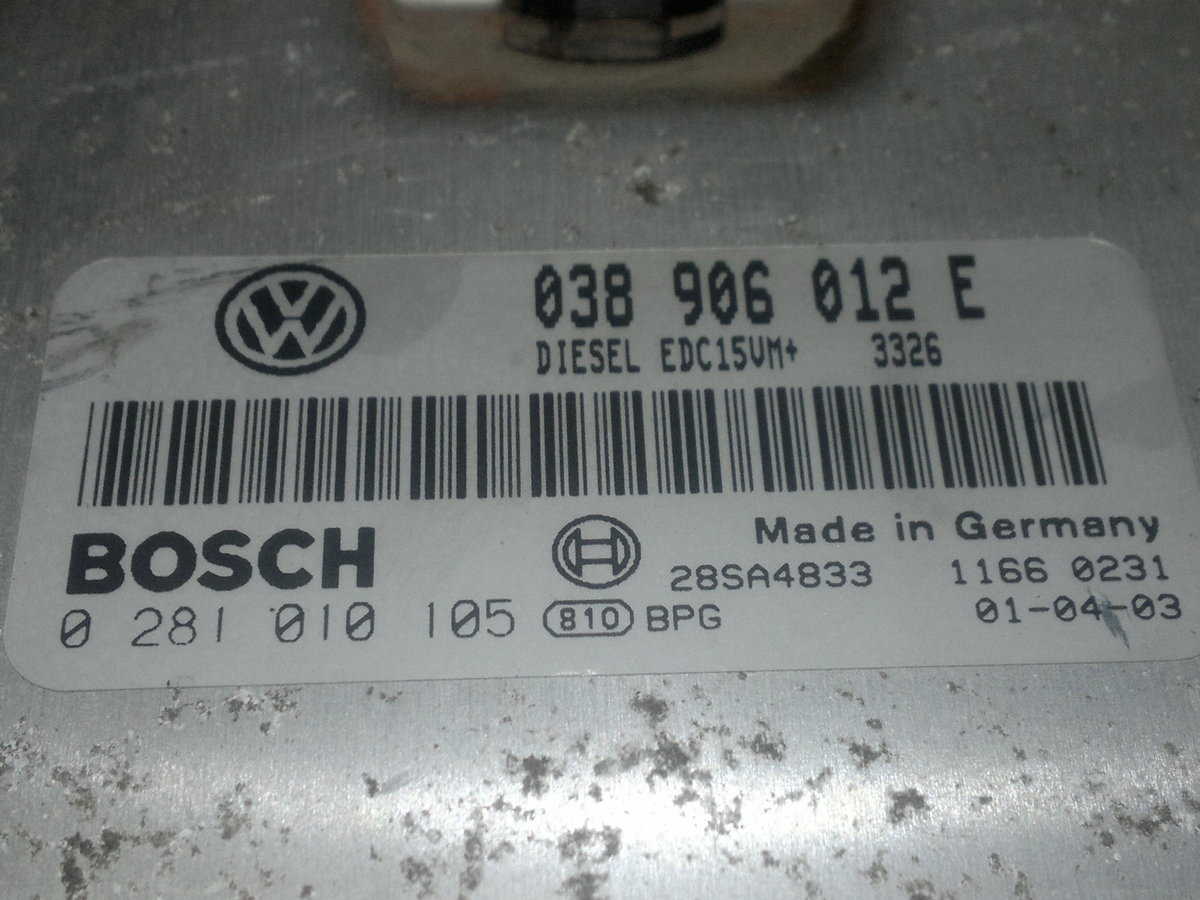 038 906 012 E
DIESEL EDC15VM+ 3326
BOSCH
Made in Germany
28SA4833 1166 0231
0 281 010 105 810 BPG 01-04-03